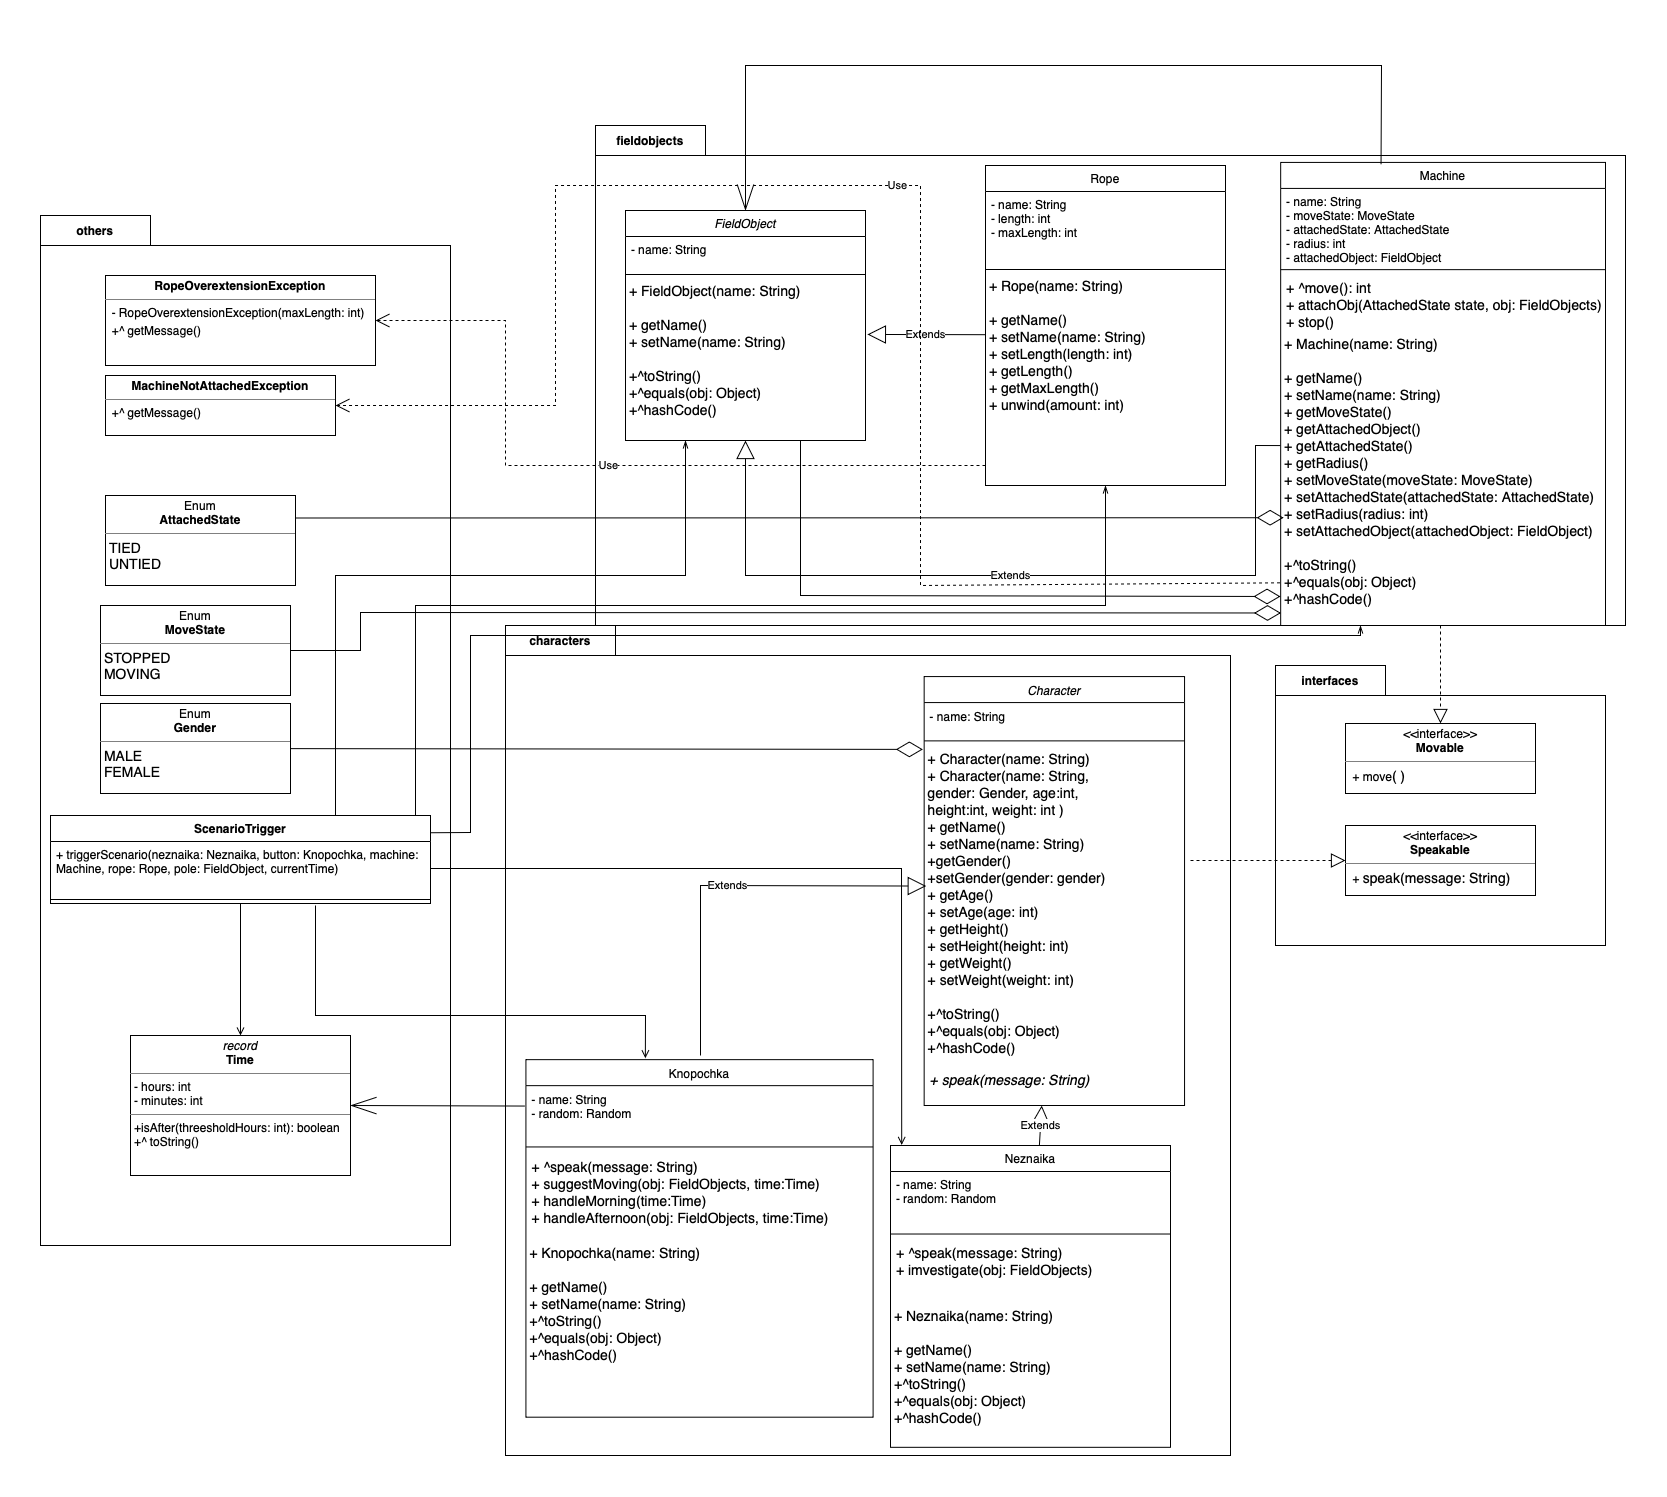 fieldobjects
Use
FieldObject
- name: String
+ FieldObject(name: String)
+ getName()
+ setName(name: String)
+^toString()
+^equals(obj: Object)
+^hashCode()
Extends
Rope
- name: String
- length: int
- maxLength: int
+ Rope(name: String)
+ getName()
+ setName(name: String)
+ setLength(length: int)
+ getLength()
+ getMaxLength()
+ unwind(amount: int)
Machine
- name: String
- moveState: MoveState
- attachedState: AttachedState
- radius: int
- attachedObject: FieldObject
+ ^move(): int
+ attachObj(AttachedState state, obj: FieldObjects)
+ stop()
+ Machine(name: String)
+ getName()
+ setName(name: String)
+ getMoveState()
+ getAttachedObject()
+ getAttachedState()
+ getRadius()
+ setMoveState(moveState: MoveState)
+ setAttachedState(attachedState: AttachedState)
+ setRadius(radius: int)
+ setAttachedObject(attachedObject: FieldObject)
+^toString()
+^equals(obj: Object)
+^hashCode()
Use
Extends
others
RopeOverextensionException
- RopeOverextensionException(maxLength: int)
+^ getMessage()
MachineNotAttachedException
+^ getMessage()
Enum
AttachedState
TIED
UNTIED
Enum
MoveState
STOPPED
MOVING
Enum
Gender
MALE
FEMALE
ScenarioTrigger
+ triggerScenario(neznaika: Neznaika, button: Knopochka, machine:
Machine, rope: Rope, pole: FieldObject, currentTime)
record
Time
- hours: int
- minutes: int
+isAfter(threesholdHours: int): boolean
+^ toString()
characters
Character
- name: String
+ Character(name: String)
+ Character(name: String,
gender: Gender, age:int,
height:int, weight: int )
+ getName()
+ setName(name: String)
+getGender()
+setGender(gender: gender)
+ getAge()
+ setAge(age: int)
+ getHeight()
+ setHeight(height: int)
+ getWeight()
+ setWeight(weight: int)
+^toString()
+^equals(obj: Object)
+^hashCode()
+ speak(message: String)
Extends
Extends
Knopochka
- name: String
- random: Random
+ ^speak(message: String)
+ suggestMoving(obj: FieldObjects, time:Time)
+ handleMorning(time:Time)
+ handleAfternoon(obj: FieldObjects, time:Time)
+ Knopochka(name: String)
+ getName()
+ setName(name: String)
+^toString()
+^equals(obj: Object)
+^hashCode()
Neznaika
- name: String
- random: Random
+ ^speak(message: String)
+ imvestigate(obj: FieldObjects)
+ Neznaika(name: String)
+ getName()
+ setName(name: String)
+^toString()
+^equals(obj: Object)
+^hashCode()
interfaces
<<interface>>
Movable
+ move( )
<<interface>>
Speakable
+ speak(message: String)